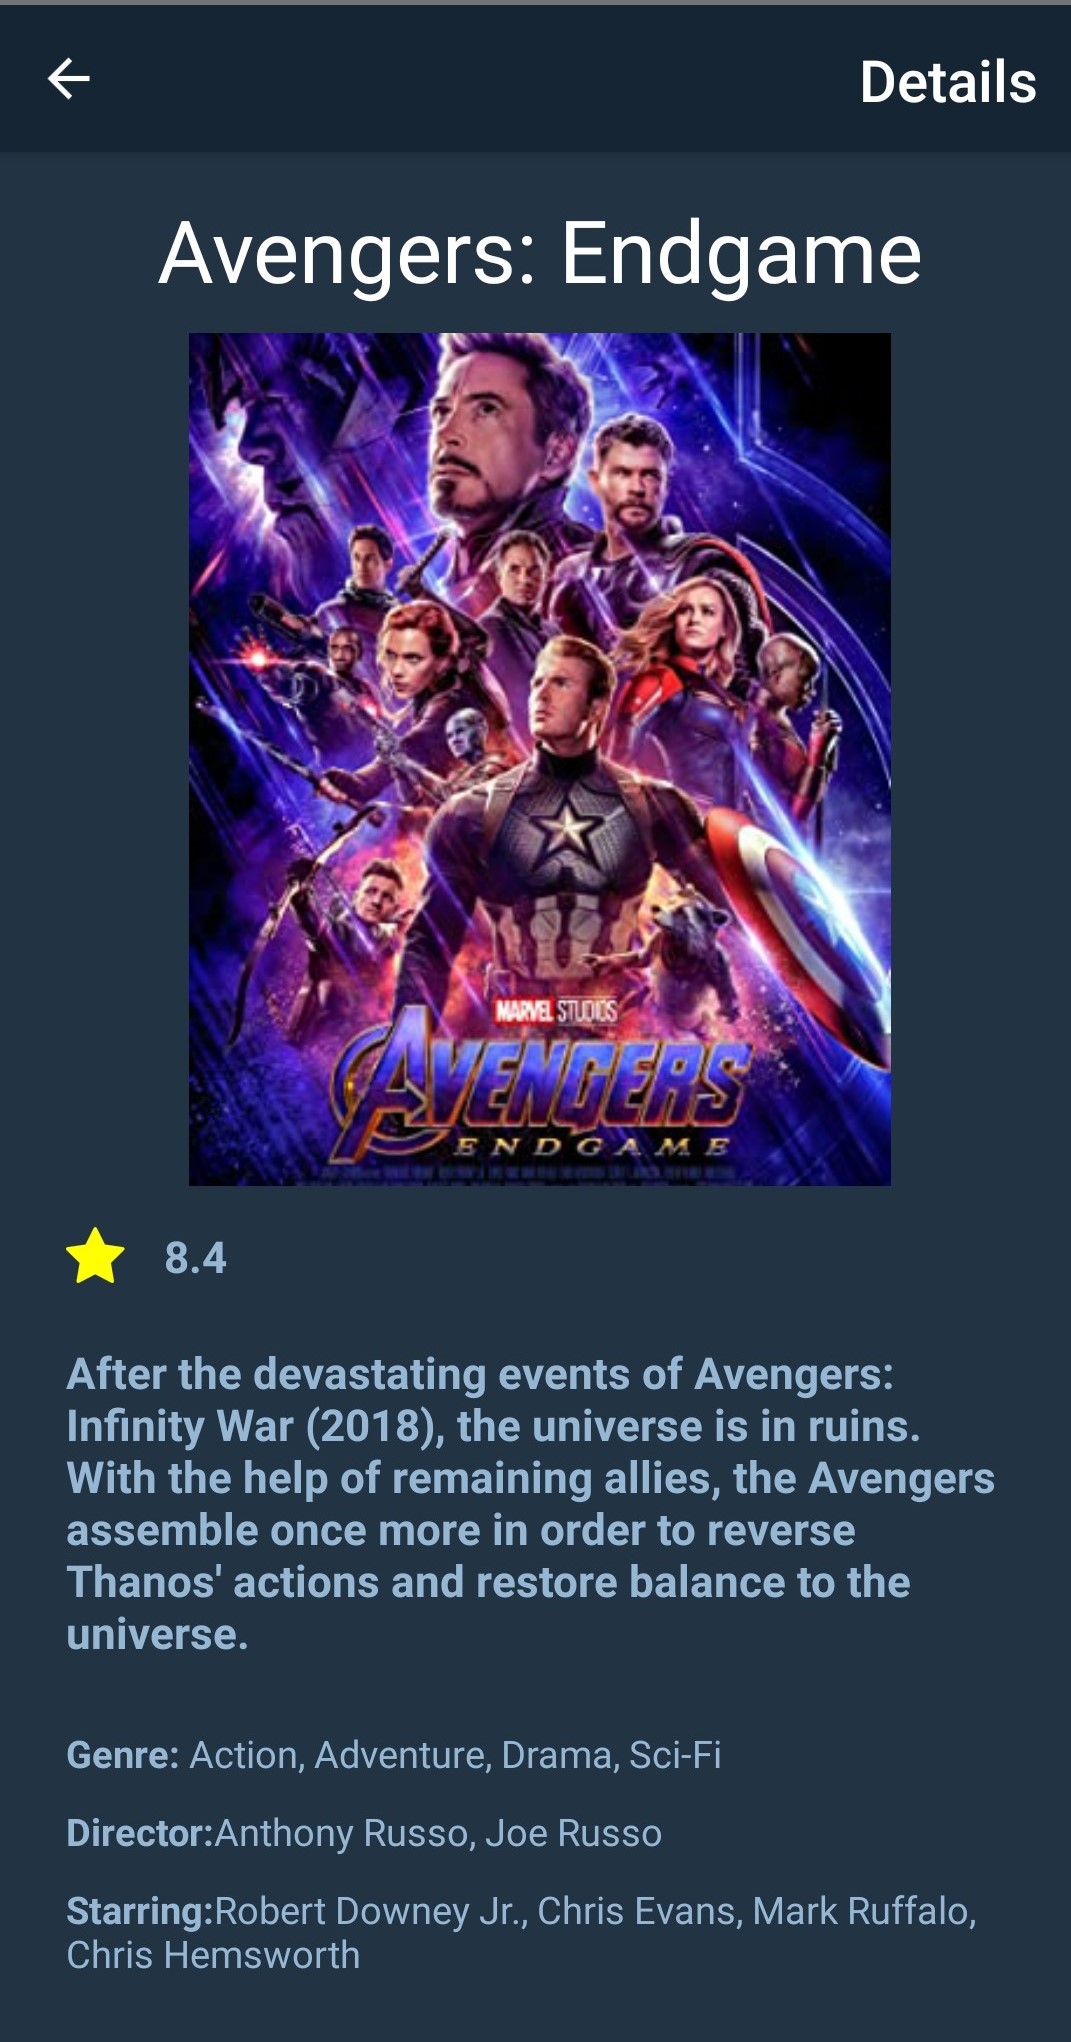 Details
Avengers: Endgame
MARVEL STUDIOS
AVENGERS
ENDGAME
8.4
After the devastating events of Avengers:
Infinity War (2018), the universe is in ruins.
With the help of remaining allies, the Avengers
assemble once more in order to reverse
Thanos' actions and restore balance to the
universe.
Genre: Action, Adventure, Drama, Sci-Fi
Director:Anthony Russo, Joe Russo
Starring:Robert Downey Jr., Chris Evans, Mark Ruffalo,
Chris Hemsworth